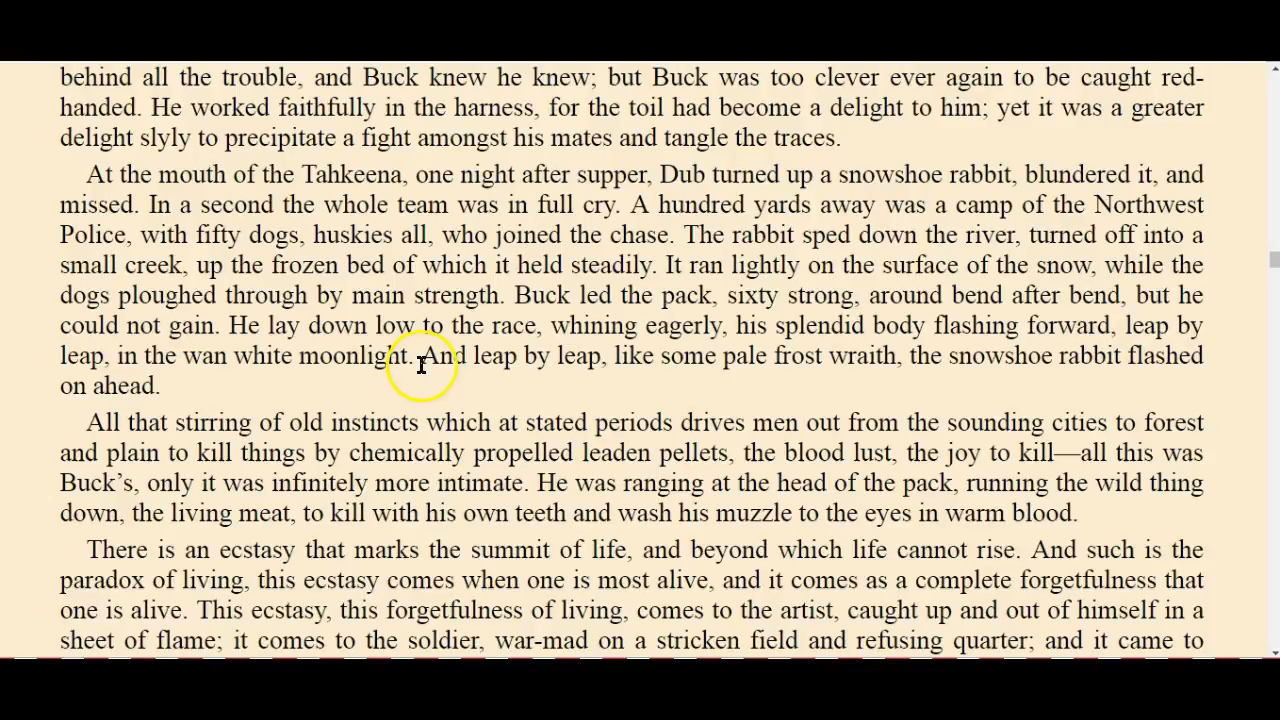 behind all the trouble, and Buck knew he knew; but Buck was too clever ever again to be caught red-
handed. He worked faithfully in the harness, for the toil had become a delight to him; yet it was a greater
delight slyly to precipitate a fight amongst his mates and tangle the traces.
At the mouth of the Tahkeena, one night after supper, Dub turned up a snowshoe rabbit, blundered it, and
missed. In a second the whole team was in full cry. A hundred yards away was a camp of the Northwest
Police, with fifty dogs, huskies all, who joined the chase. The rabbit sped down the river, turned off into a
small creek, up the frozen bed of which it held steadily. It ran lightly on the surface of the snow, while the
dogs ploughed through by main strength. Buck led the pack, sixty strong, around bend after bend, but he
could not gain. He lay down low to the race, whining eagerly, his splendid body flashing forward, leap by
leap, in the wan white moonlight. And leap by leap, like some pale frost wraith, the snowshoe rabbit flashed
on ahead.
All that stirring of old instincts which at stated periods drives men out from the sounding cities to forest
and plain to kill things by chemically propelled leaden pellets, the blood lust, the joy to kill—all this was
Buck’s, only it was infinitely more intimate. He was ranging at the head of the pack, running the wild thing
down, the living meat, to kill with his own teeth and wash his muzzle to the eyes in warm blood.
There is an ecstasy that marks the summit of life, and beyond which life cannot rise. And such is the
paradox of living, this ecstasy comes when one is most alive, and it comes as a complete forgetfulness that
one is alive. This ecstasy, this forgetfulness of living, comes to the artist, caught up and out of himself in a
sheet of flame; it comes to the soldier, war-mad on a stricken field and refusing quarter; and it came to